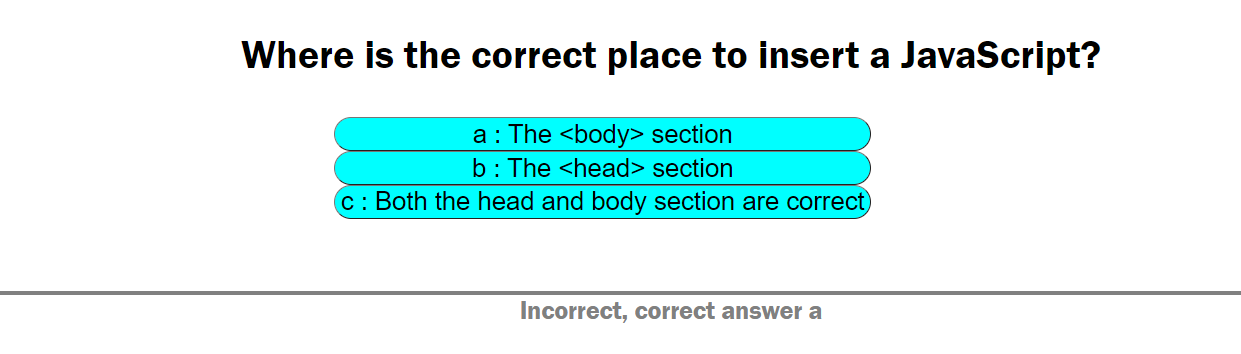 Where is the correct place to insert a JavaScript?
a : The <body> section
b : The <head> section
c : Both the head and body section are correct
Incorrect, correct answer a